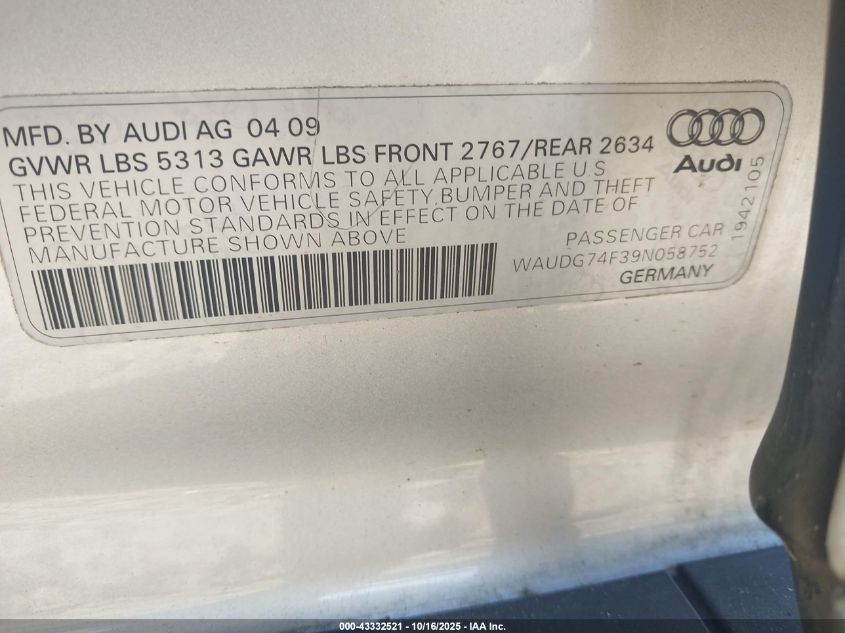 MFD. BY AUDI AG 04 09
GVWR LBS 5313 GAWR LBS FRONT 2767/REAR 2634
THIS VEHICLE CONFORMS TO ALL APPLICABLE U.S
FEDERAL MOTOR VEHICLE SAFETY, BUMPER AND THEFT
PREVENTION STANDARDS IN EFFECT ON THE DATE OF
MANUFACTURE SHOWN ABOVE
PASSENGER CAR
WAUDG74F39N058752
GERMANY
Audi
1942105
000-43332521 - 10/16/2025 - IAA Inc.